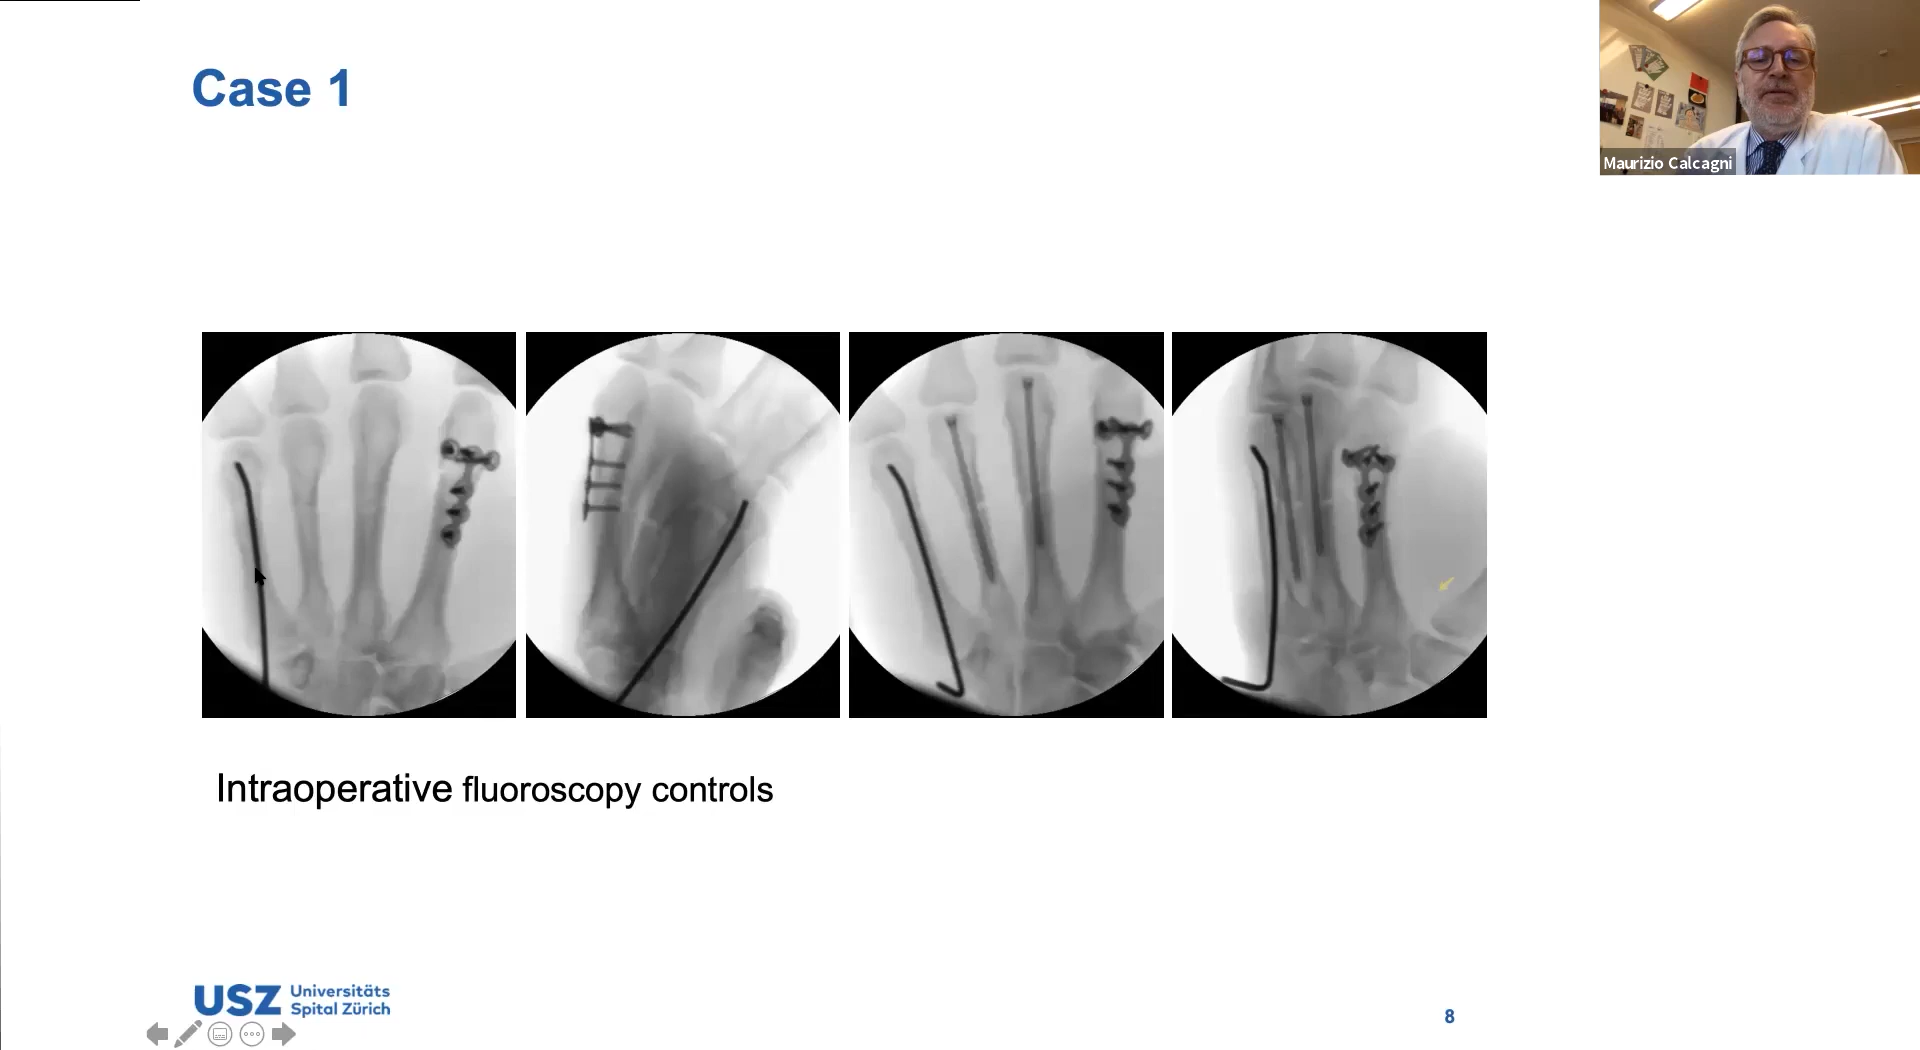 Case 1
Maurizio Calcagni
Intraoperative fluoroscopy controls
USZ Universitäts
Spital Zürich
8